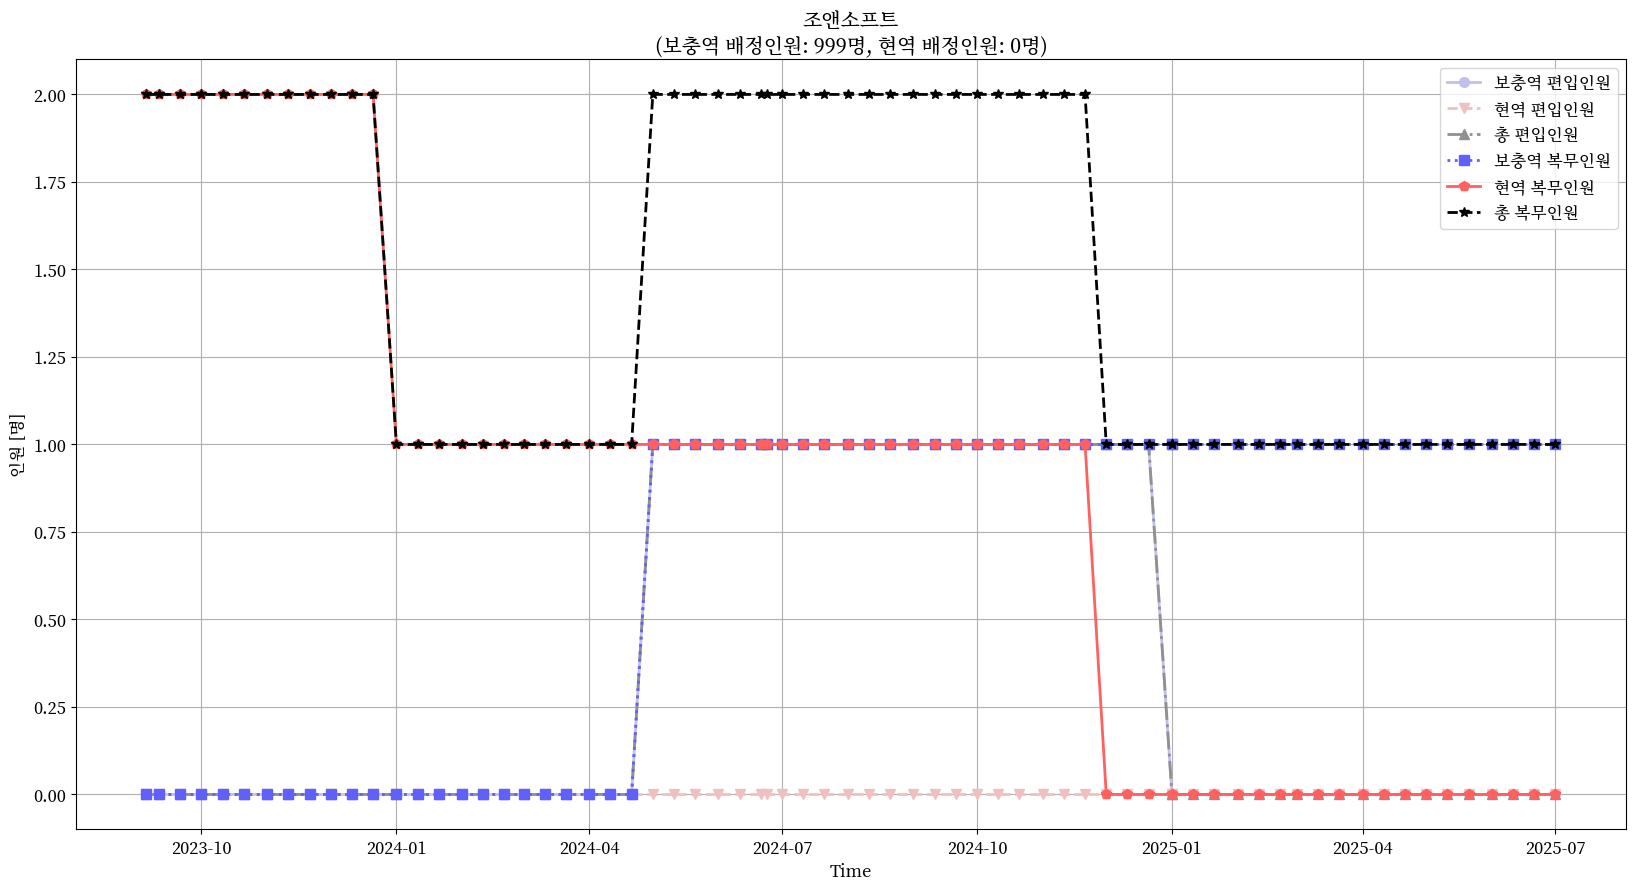 조앤소프트
(보충역 배정인원: 999명, 현역 배정인원: 0명)
보충역 편입인원
현역 편입인원
총 편입인원
보충역 복무인원
현역 복무인원
총 복무인원
2.00
1.75
1.50
1.25
1.00
0.75
0.50
0.25
0.00
인원 [명]
2023-10
2024-01
2024-04
2024-07
2024-10
2025-01
2025-04
2025-07
Time